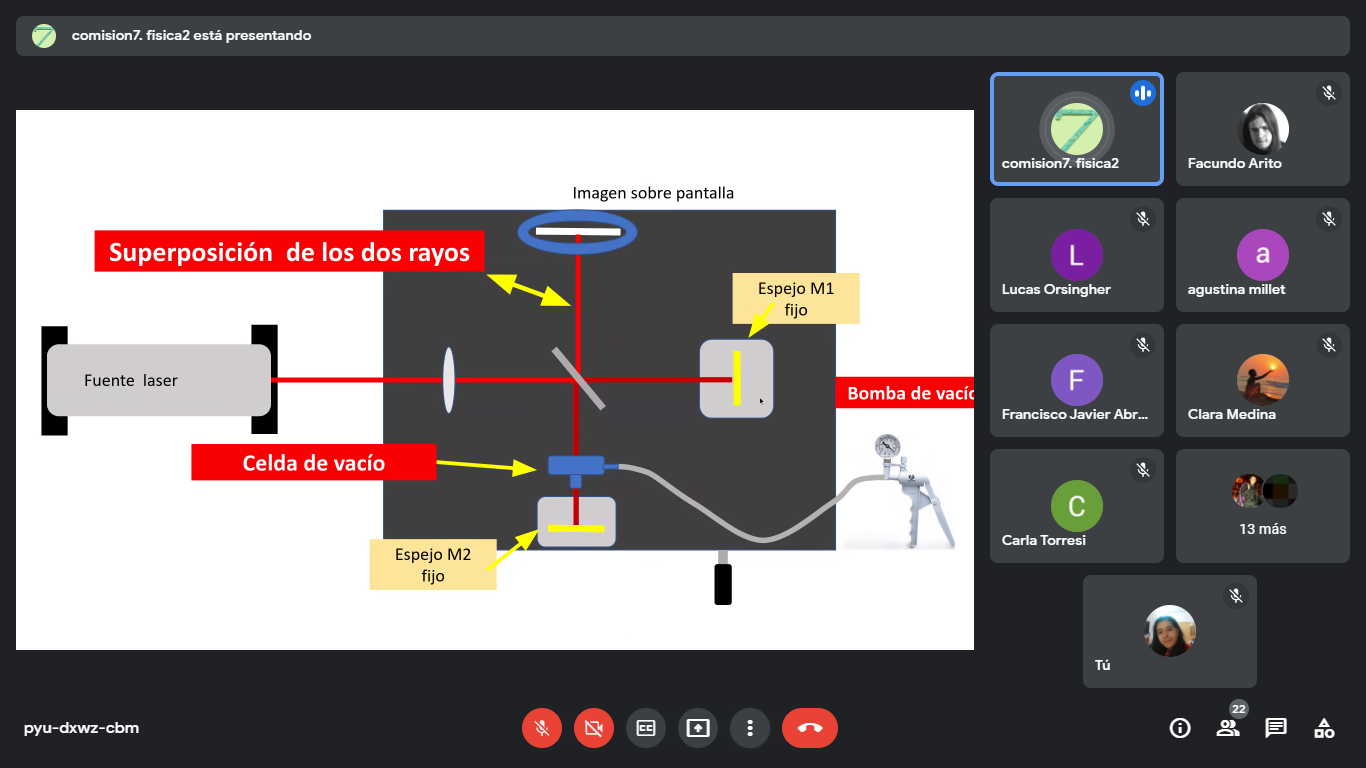 comision7. fisica2 está presentando
Imagen sobre pantalla
Superposición de los dos rayos
Espejo M1
fijo
Fuente laser
Bomba de vacío
Celda de vacío
Espejo M2
fijo
comision7. fisica2
Facundo Arito
L
Lucas Orsingher
a
agustina millet
F
Francisco Javier Abr...
Clara Medina
C
Carla Torresi
13 más
Tú
pyu-dxwz-cbm
CC
22